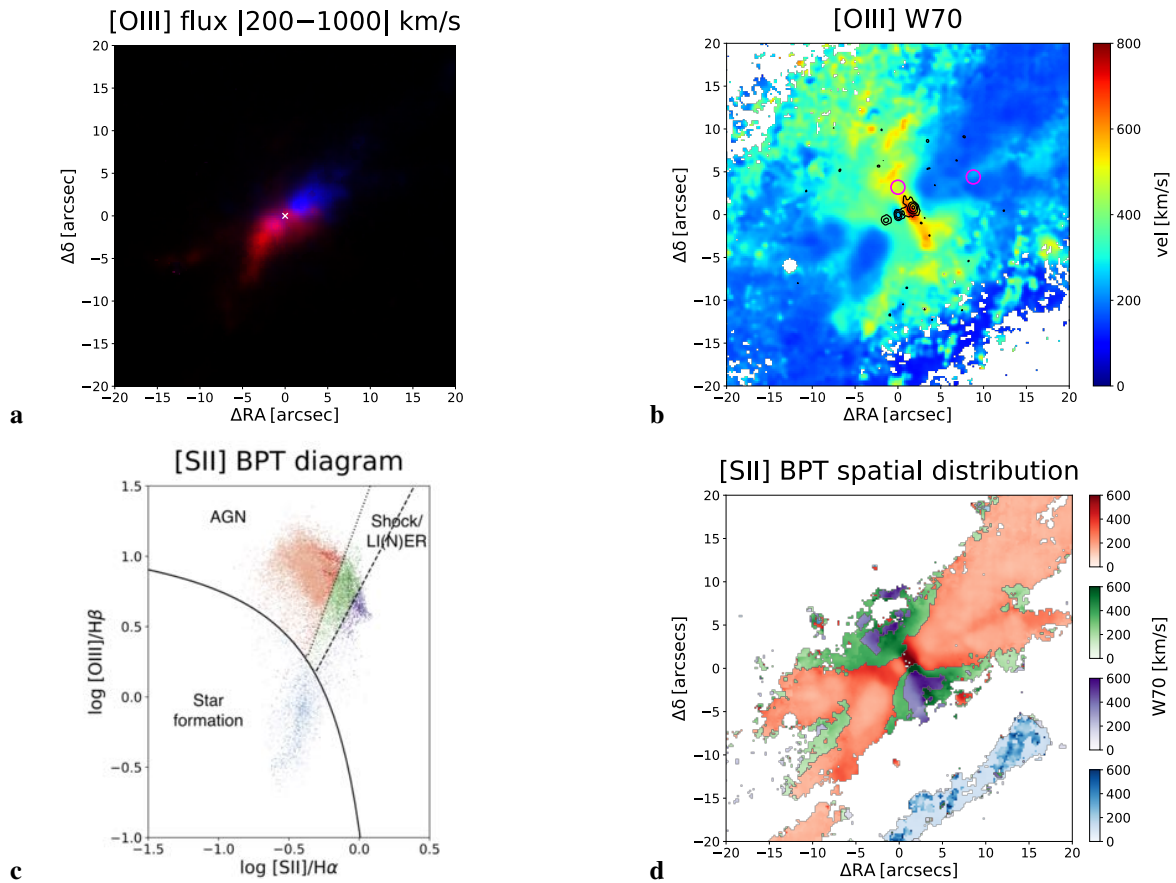 [OIII] flux |200−1000| km/s
20
15
10
5
0
−5
−10
−15
−20
Δδ [arcsec]
−20 −15 −10 −5 0 5 10 15 20
ΔRA [arcsec]
a
[OIII] W70
20
15
10
5
0
−5
−10
−15
−20
Δδ [arcsec]
−20 −15 −10 −5 0 5 10 15 20
ΔRA [arcsec]
800
600
400
200
0
vel [km/s]
b
[SII] BPT diagram
1.5
1.0
0.5
0.0
−0.5
−1.0
log [OIII]/Hβ
AGN
Shock/
LI(N)ER
Star
formation
−1.5 −1.0 −0.5 0.0 0.5
log [SII]/Hα
c
[SII] BPT spatial distribution
20
15
10
5
0
−5
−10
−15
−20
Δδ [arcsecs]
−20 −15 −10 −5 0 5 10 15 20
ΔRA [arcsecs]
600
400
200
0
600
400
200
0
600
400
200
0
600
400
200
0
W70 [km/s]
d